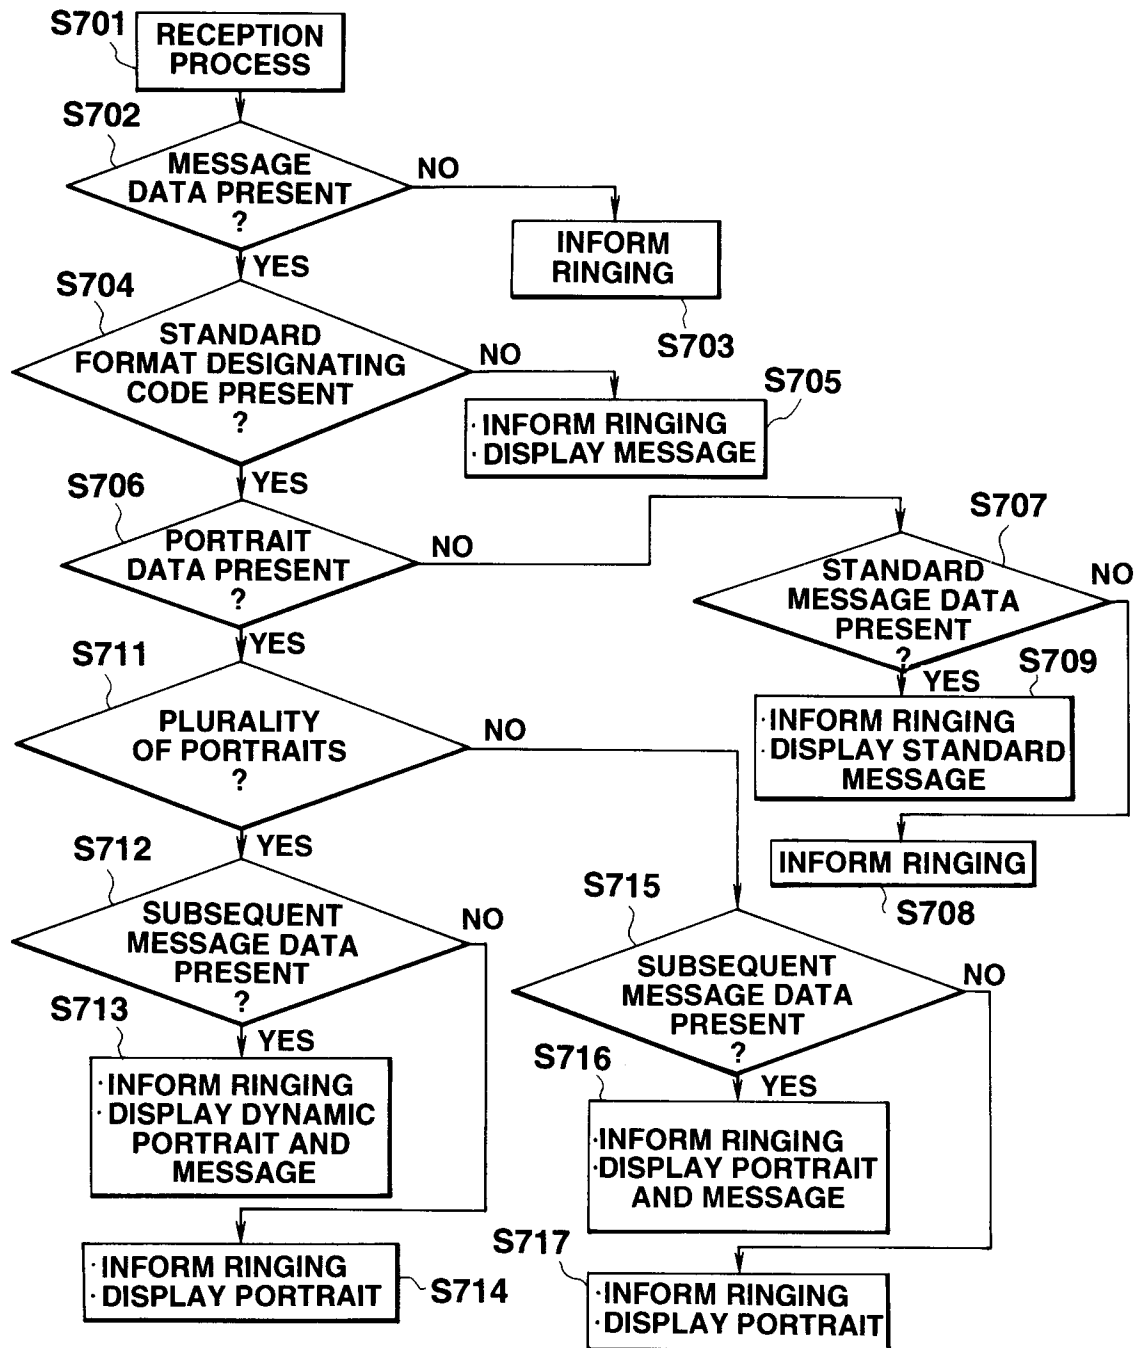 S701
RECEPTION
PROCESS
S702
MESSAGE
DATA PRESENT
?
NO
YES
INFORM
RINGING
S703
S704
STANDARD
FORMAT DESIGNATING
CODE PRESENT
?
NO
YES
S705
· INFORM RINGING
· DISPLAY MESSAGE
S706
PORTRAIT
DATA PRESENT
?
NO
YES
S707
STANDARD
MESSAGE DATA
PRESENT
?
NO
YES
S709
· INFORM RINGING
· DISPLAY STANDARD
MESSAGE
INFORM RINGING
S708
S711
PLURALITY
OF PORTRAITS
?
NO
YES
S712
SUBSEQUENT
MESSAGE DATA
PRESENT
?
NO
YES
S713
· INFORM RINGING
· DISPLAY DYNAMIC
PORTRAIT AND
MESSAGE
· INFORM RINGING
· DISPLAY PORTRAIT
S714
S715
SUBSEQUENT
MESSAGE DATA
PRESENT
?
NO
YES
S716
· INFORM RINGING
· DISPLAY PORTRAIT
AND MESSAGE
S717
· INFORM RINGING
· DISPLAY PORTRAIT